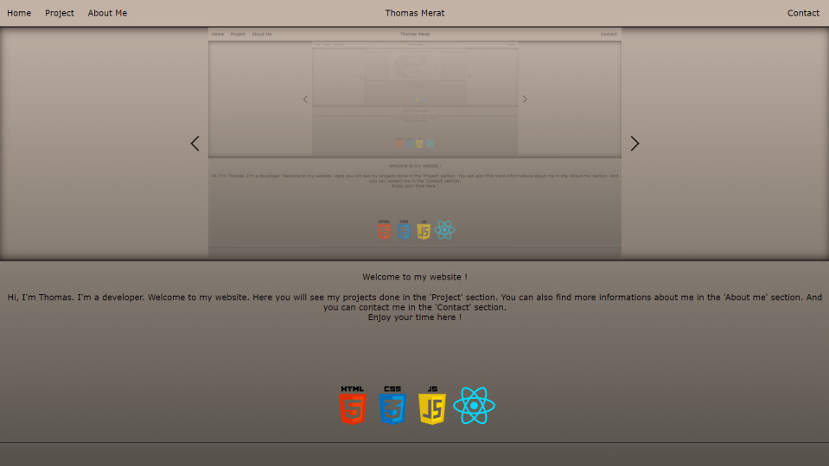 Home Project About Me Thomas Merat Contact
Home Project About Me Thomas Merat Contact
Welcome to my website !
Hi, I'm Thomas. I'm a developer. Welcome to my website. Here you will see my projects done in the 'Project' section. You can also find more informations about me in the 'About me' section. And
you can contact me in the 'Contact' section.
Enjoy your time here !
HTML CSS JS
Welcome to my website !
Hi, I'm Thomas. I'm a developer. Welcome to my website. Here you will see my projects done in the 'Project' section. You can also find more informations about me in the 'About me' section. And
you can contact me in the 'Contact' section.
Enjoy your time here !
HTML CSS JS
5 3 JS